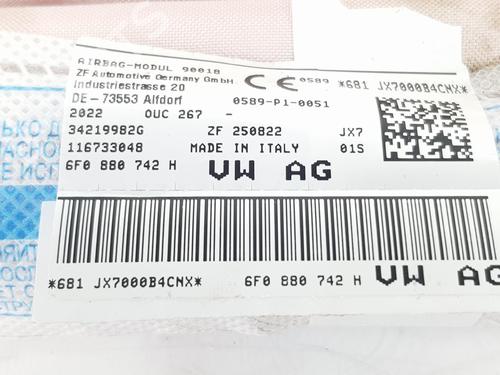 AIRBAG-MODUL 90018
ZF Automotive Germany GmbH
Industriestrasse 20
DE-73553 Alfdorf
CE 0589
0589-P1-0051
*681 JX7000B4CNX*
2022 OUC 267 -
34219982G ZF 250822 JX7
116733048 MADE IN ITALY 01S
6F0 880 742 H VW AG
*681 JX7000B4CNX* 6F0 880 742 H VW AG